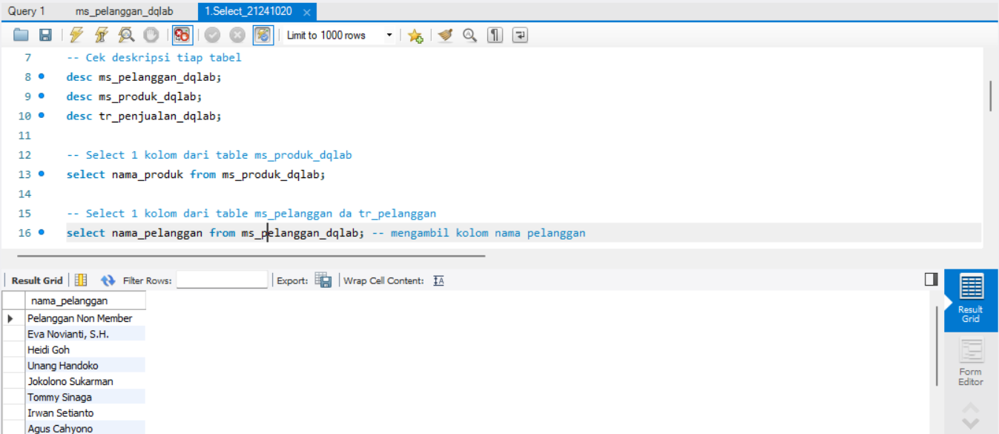 Query 1 ms_pelanggan_dqlab 1.Select_21241020
Limit to 1000 rows
7 -- Cek deskripsi tiap tabel
8 desc ms_pelanggan_dqlab;
9 desc ms_produk_dqlab;
10 desc tr_penjualan_dqlab;
11
12 -- Select 1 kolom dari table ms_produk_dqlab
13 select nama_produk from ms_produk_dqlab;
14
15 -- Select 1 kolom dari table ms_pelanggan da tr_pelanggan
16 select nama_pelanggan from ms_pelanggan_dqlab; -- mengambil kolom nama pelanggan
Result Grid Filter Rows: Export: Wrap Cell Content:
nama_pelanggan
Pelanggan Non Member
Eva Novianti, S.H.
Heidi Goh
Unang Handoko
Jokolono Sukarman
Tommy Sinaga
Irwan Setianto
Agus Cahyono
Result
Grid
Form
Editor